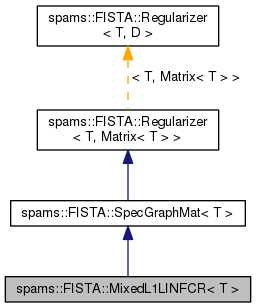 spams::FISTA::Regularizer
< T, D >
< T, Matrix< T > >
spams::FISTA::Regularizer
< T, Matrix< T > >
spams::FISTA::SpecGraphMat< T >
spams::FISTA::MixedL1LINFCR< T >